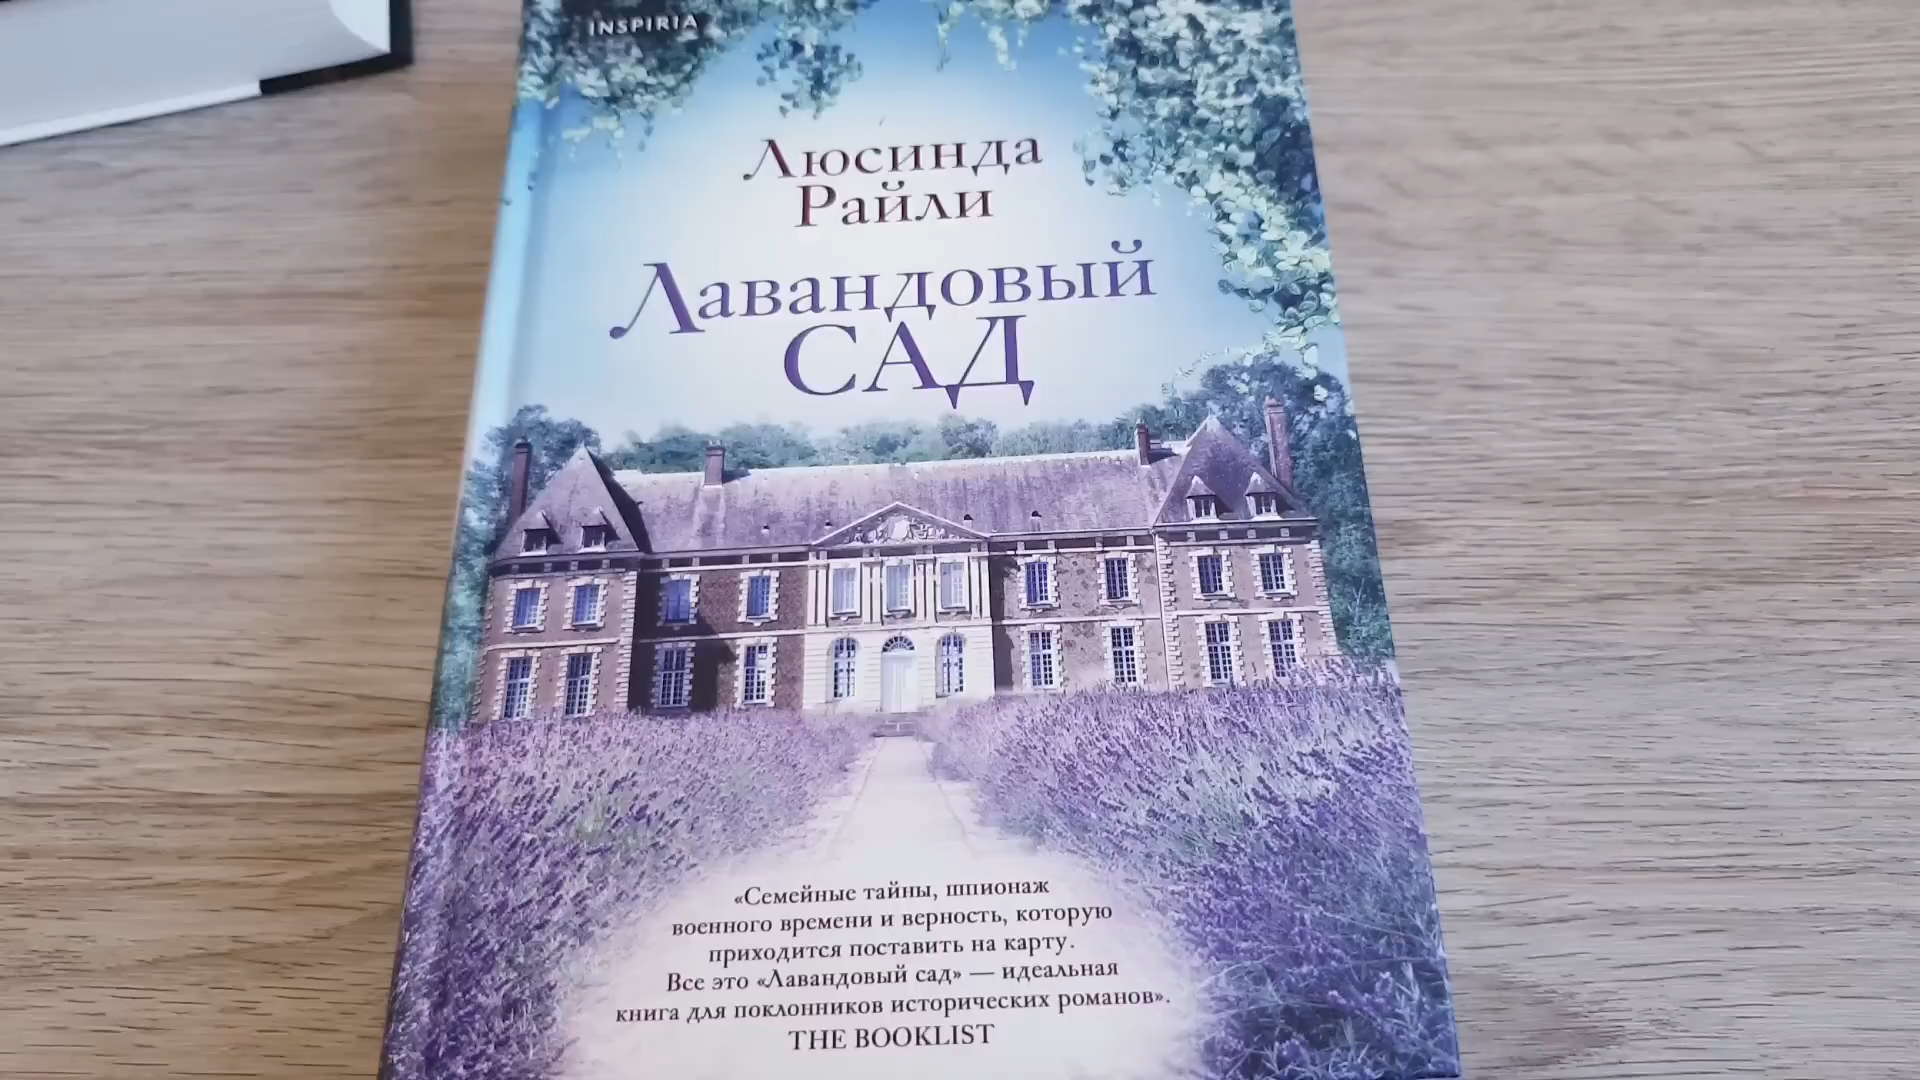 INSPIRIA
Люсинда
Райли
Лавандовый
САД
«Семейные тайны, шпионаж
военного времени и верность, которую
приходится поставить на карту.
Все это «Лавандовый сад» — идеальная
книга для поклонников исторических романов».
THE BOOKLIST